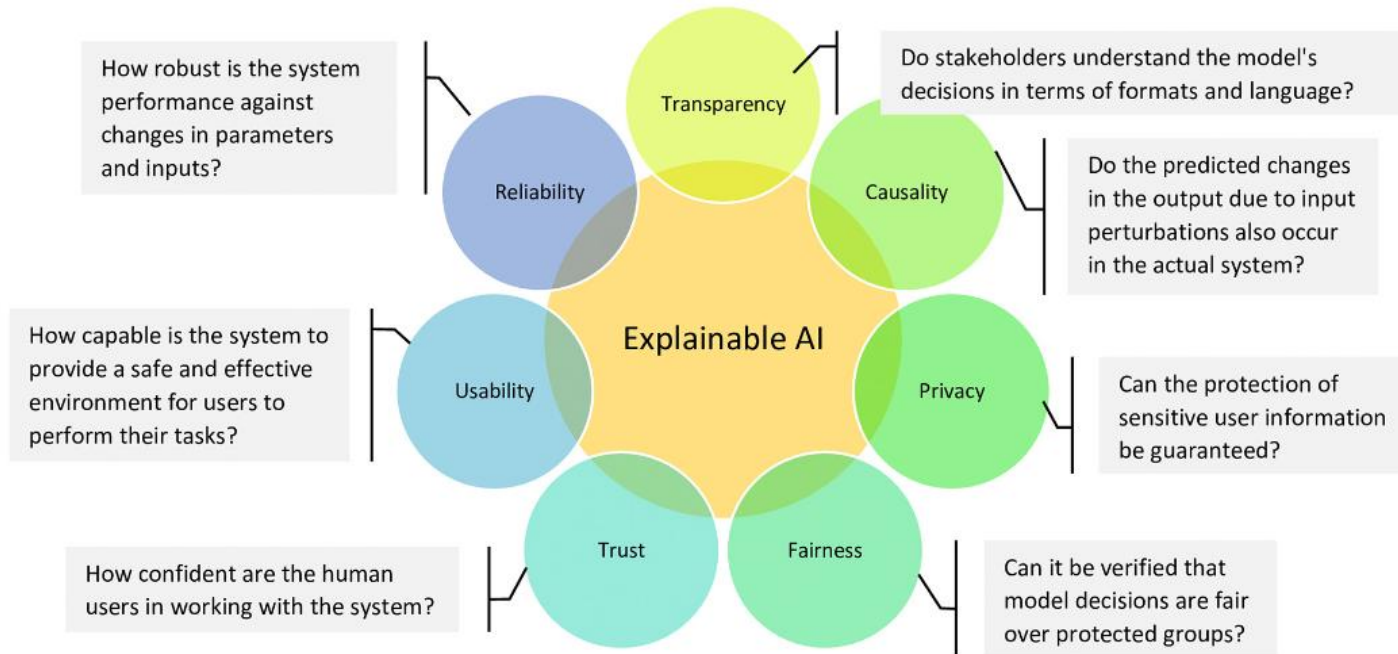 How robust is the system
performance against
changes in parameters
and inputs?
Transparency
Do stakeholders understand the model's
decisions in terms of formats and language?
Reliability
Causality
Do the predicted changes
in the output due to input
perturbations also occur
in the actual system?
How capable is the system to
provide a safe and effective
environment for users to
perform their tasks?
Explainable AI
Usability
Privacy
Can the protection of
sensitive user information
be guaranteed?
Trust
Fairness
How confident are the human
users in working with the system?
Can it be verified that
model decisions are fair
over protected groups?